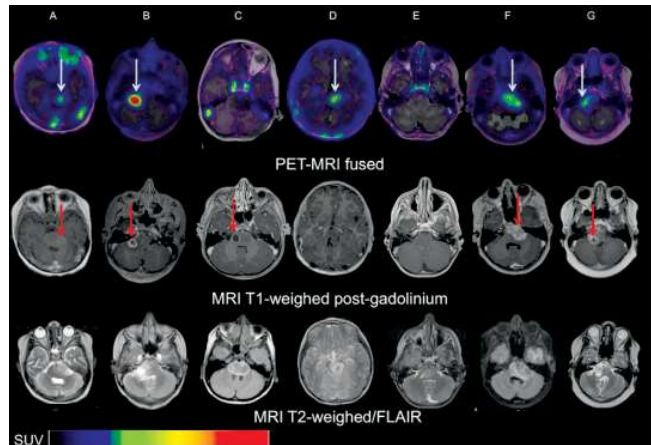 A B C D E F G
PET-MRI fused
MRI T1-weighed post-gadolinium
MRI T2-weighed/FLAIR
SUV